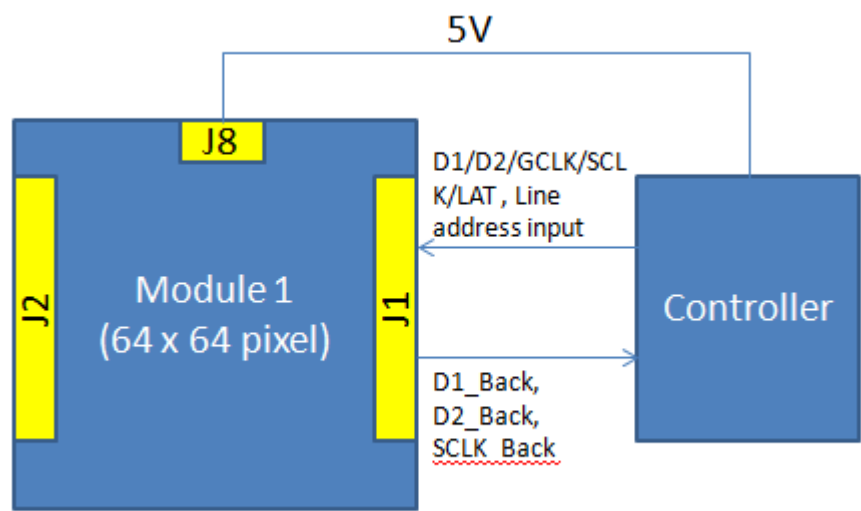 5V
J8
D1/D2/GCLK/SCL
K/LAT , Line
address input
J2
Module 1
(64 x 64 pixel)
J1
Controller
D1_Back,
D2_Back,
SCLK_Back